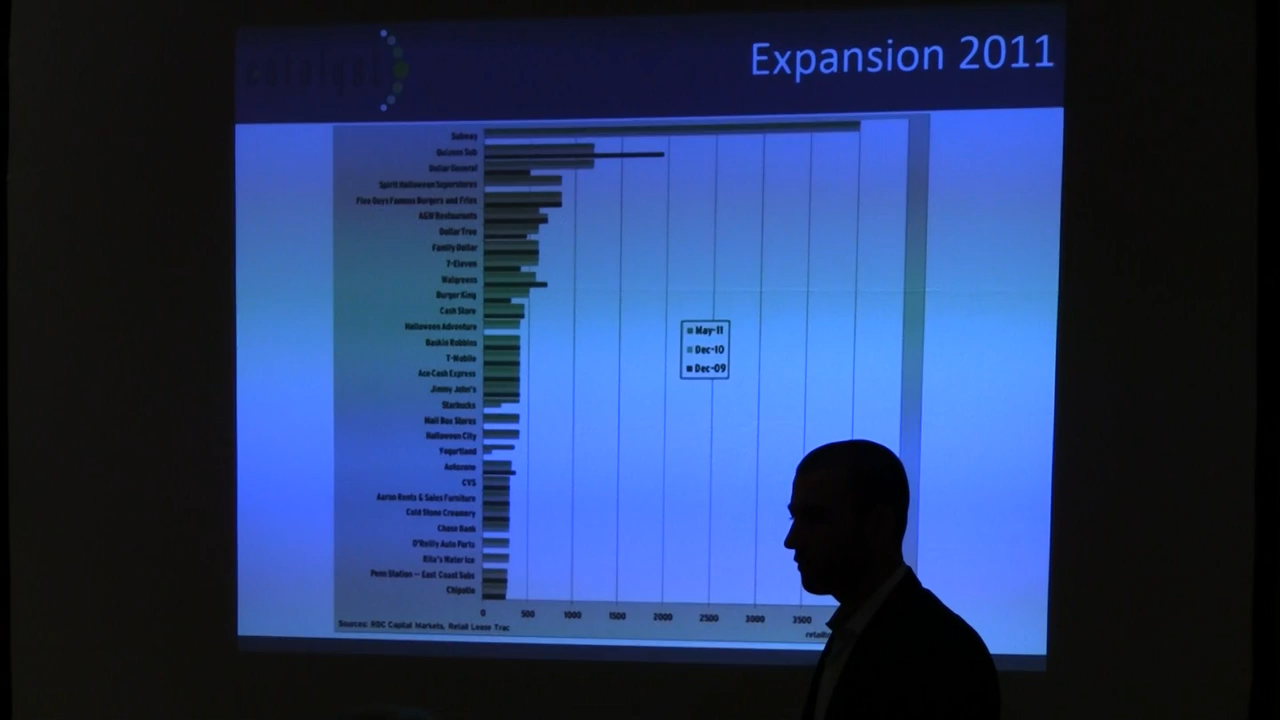 catalyst
Expansion 2011
Subway
Quiznos Sub
Dollar General
Spirit Halloween Superstores
Five Guys Famous Burgers and Fries
A&W Restaurants
Dollar Tree
Family Dollar
7-Eleven
Walgreens
Burger King
Cash Store
Halloween Adventure
Baskin Robbins
T-Mobile
Ace Cash Express
Jimmy John's
Starbucks
Mail Box Stores
Halloween City
Yogurtland
Autozone
CVS
Aaron Rents & Sales Furniture
Cold Stone Creamery
Chase Bank
O'Reilly Auto Parts
Rita's Water Ice
Penn Station — East Coast Subs
Chipotle
May-11
Dec-10
Dec-09
0 500 1000 1500 2000 2500 3000 3500
Sources: RBC Capital Markets, Retail Lease Trac